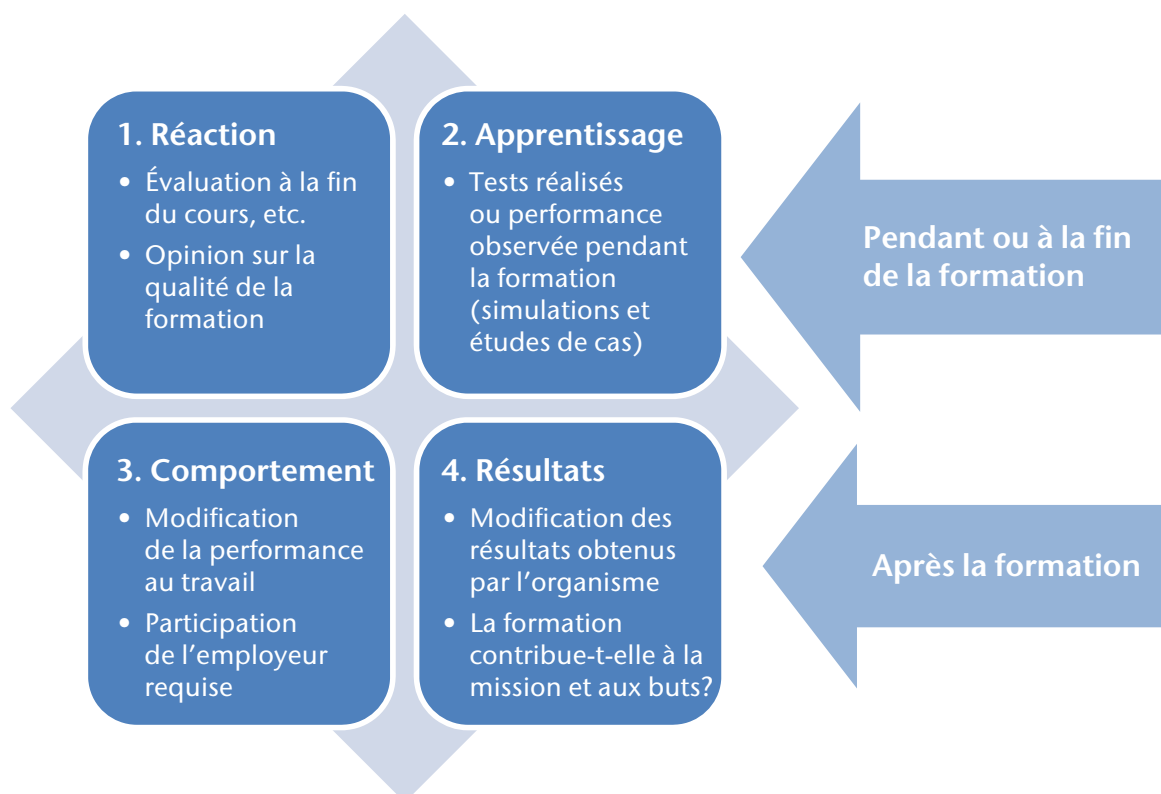 1. Réaction
• Évaluation à la fin
du cours, etc.
• Opinion sur la
qualité de la
formation
2. Apprentissage
• Tests réalisés
ou performance
observée pendant
la formation
(simulations et
études de cas)
Pendant ou à la fin
de la formation
3. Comportement
• Modification
de la performance
au travail
• Participation
de l’employeur
requise
4. Résultats
• Modification des
résultats obtenus
par l’organisme
• La formation
contribue-t-elle à la
mission et aux buts?
Après la formation